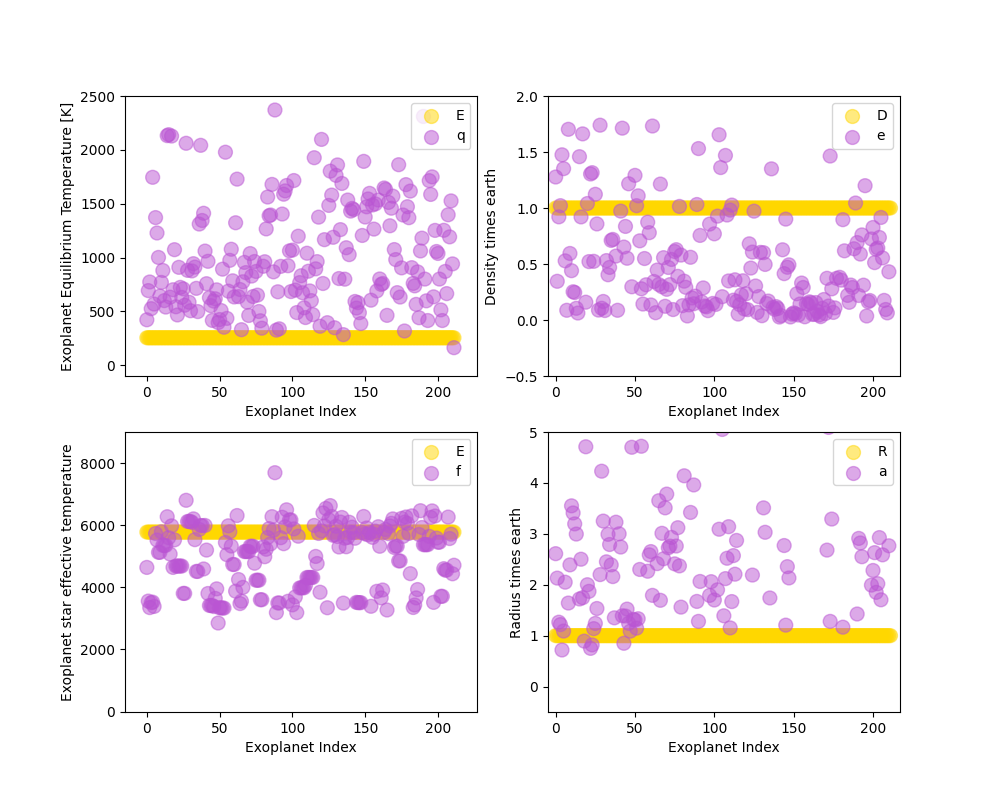 2500
2000
1500
1000
500
0
Exoplanet Equilibrium Temperature [K]
E
q
0 50 100 150 200
Exoplanet Index
2.0
1.5
1.0
0.5
0.0
−0.5
Density times earth
D
e
0 50 100 150 200
Exoplanet Index
8000
6000
4000
2000
0
Exoplanet star effective temperature
E
f
0 50 100 150 200
Exoplanet Index
5
4
3
2
1
0
Radius times earth
R
a
0 50 100 150 200
Exoplanet Index